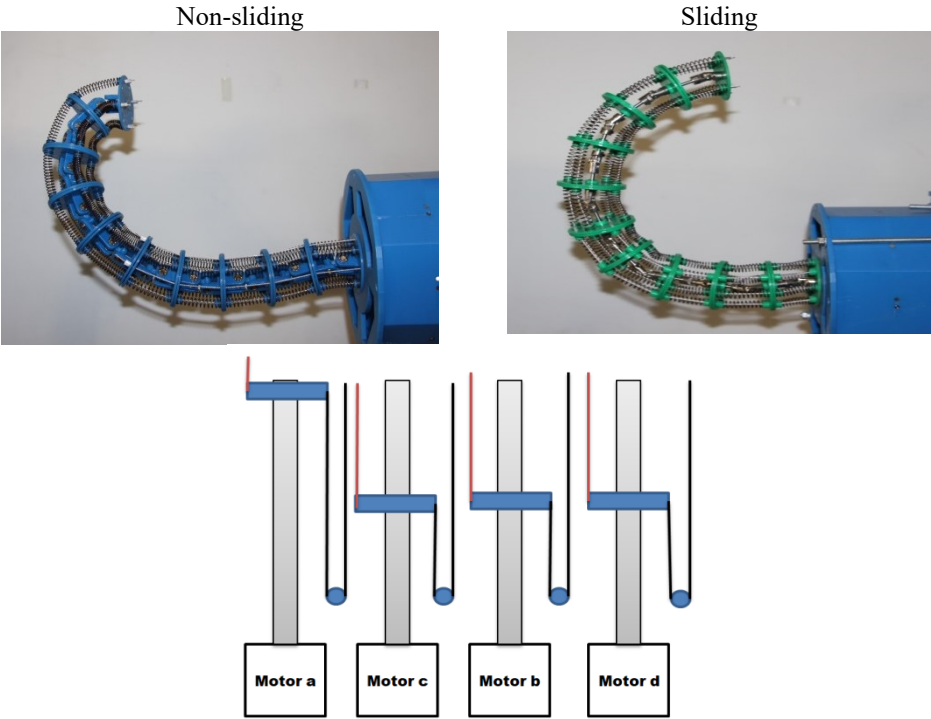 Non-sliding
Sliding
Motor a
Motor c
Motor b
Motor d